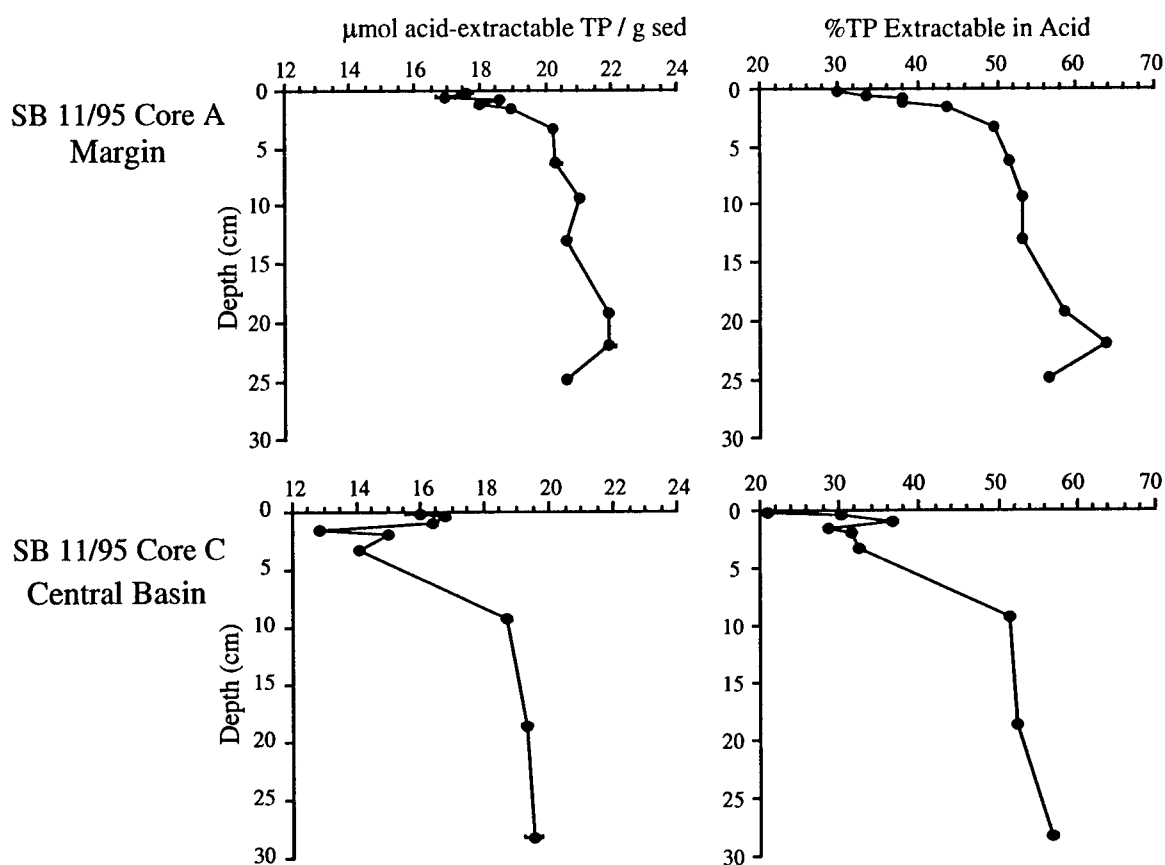 μmol acid-extractable TP / g sed
%TP Extractable in Acid
12 14 16 18 20 22 24
20 30 40 50 60 70
SB 11/95 Core A
Margin
Depth (cm)
0
5
10
15
20
25
30
0
5
10
15
20
25
30
12 14 16 18 20 22 24
20 30 40 50 60 70
SB 11/95 Core C
Central Basin
Depth (cm)
0
5
10
15
20
25
30
0
5
10
15
20
25
30